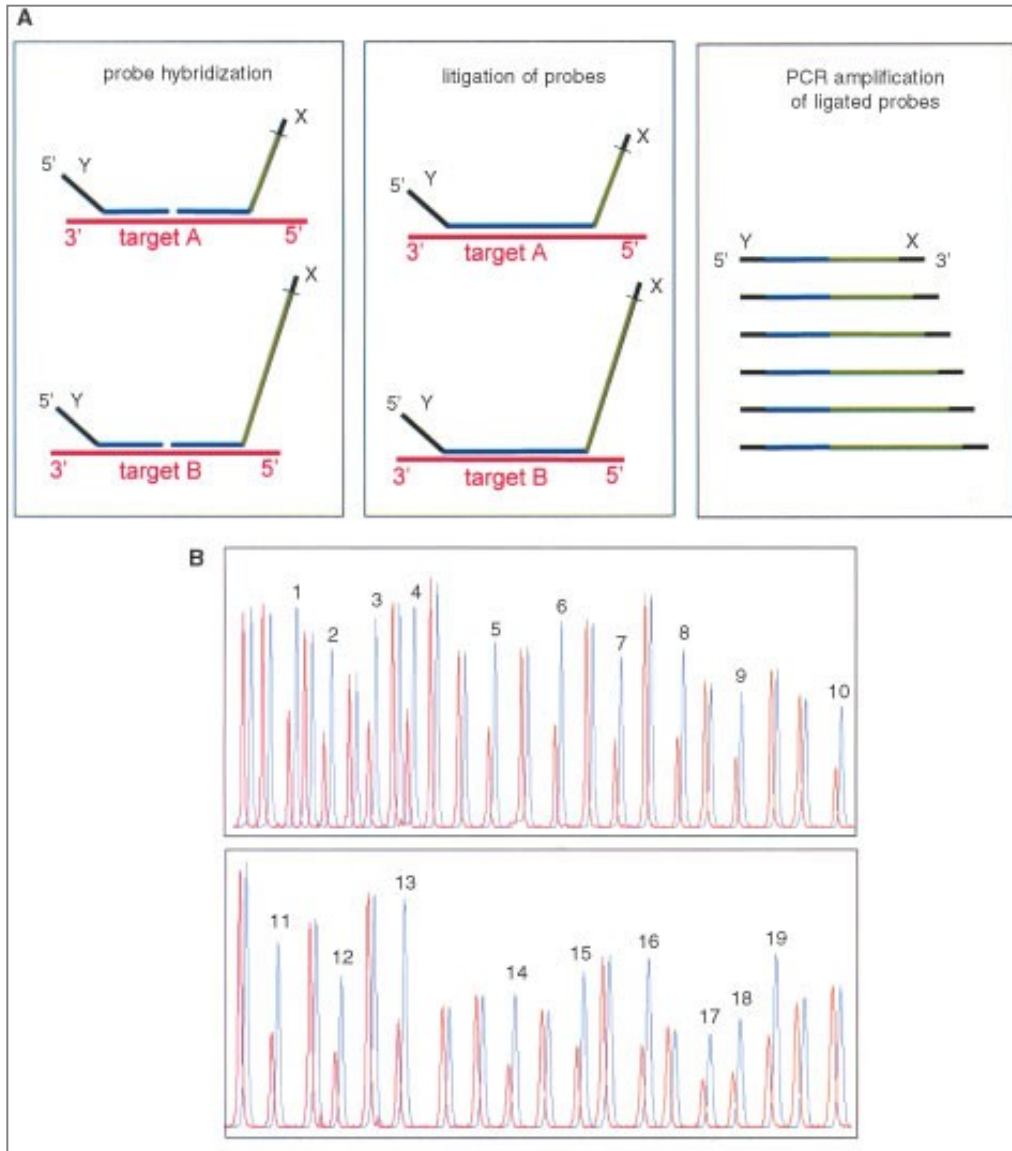 A
probe hybridization
X
5' Y
3' target A 5'
X
5' Y
3' target B 5'
litigation of probes
X
5' Y
3' target A 5'
X
5' Y
3' target B 5'
PCR amplification
of ligated probes
Y X
5' 3'
B
1 2 3 4 5 6 7 8 9 10
11 12 13 14 15 16 17 18 19